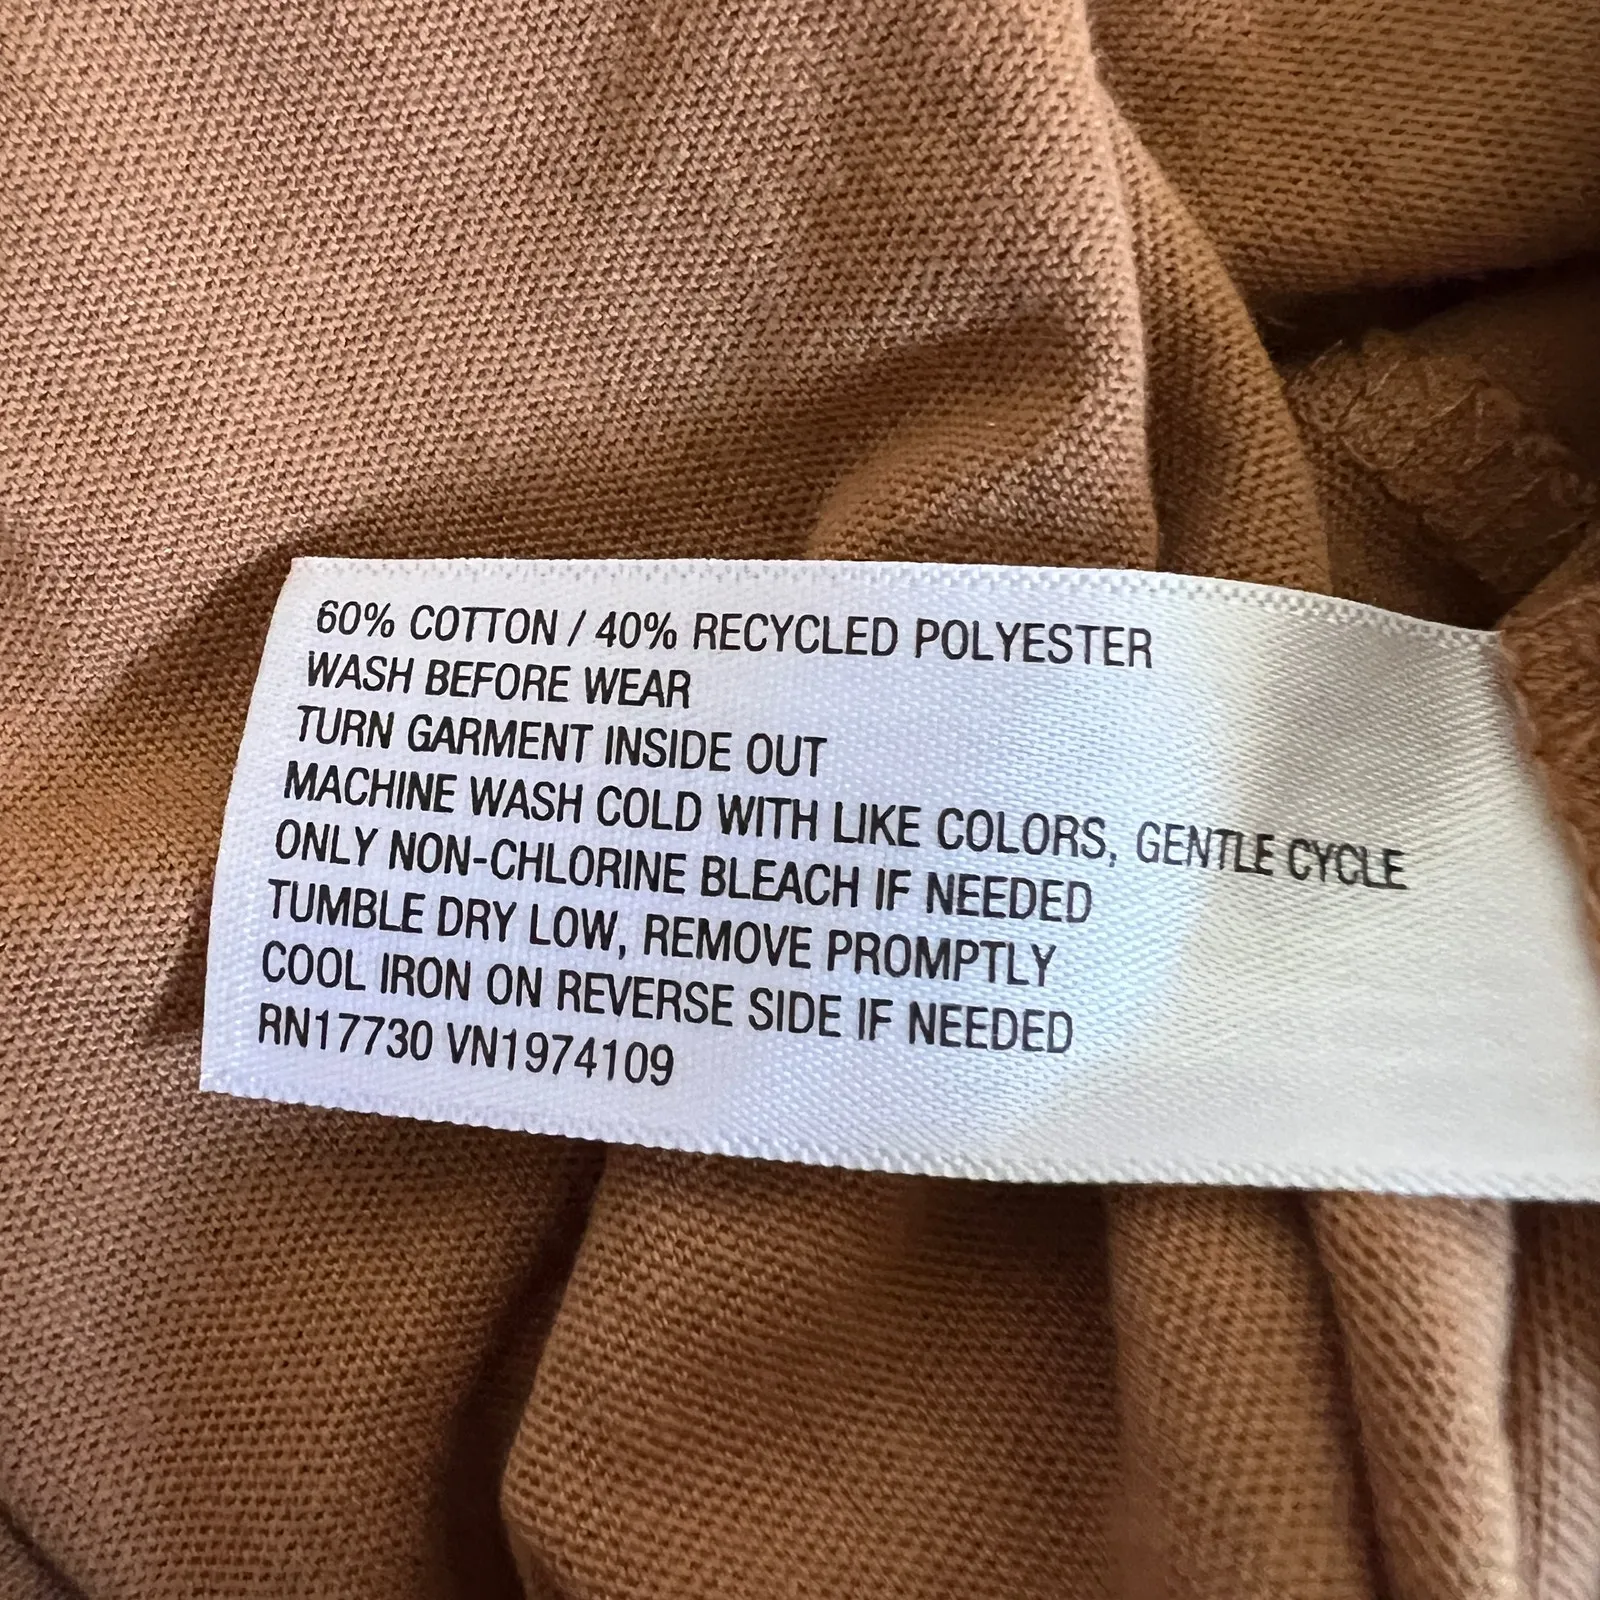 60% COTTON / 40% RECYCLED POLYESTER
WASH BEFORE WEAR
TURN GARMENT INSIDE OUT
MACHINE WASH COLD WITH LIKE COLORS, GENTLE CYCLE
ONLY NON-CHLORINE BLEACH IF NEEDED
TUMBLE DRY LOW, REMOVE PROMPTLY
COOL IRON ON REVERSE SIDE IF NEEDED
RN17730 VN1974109